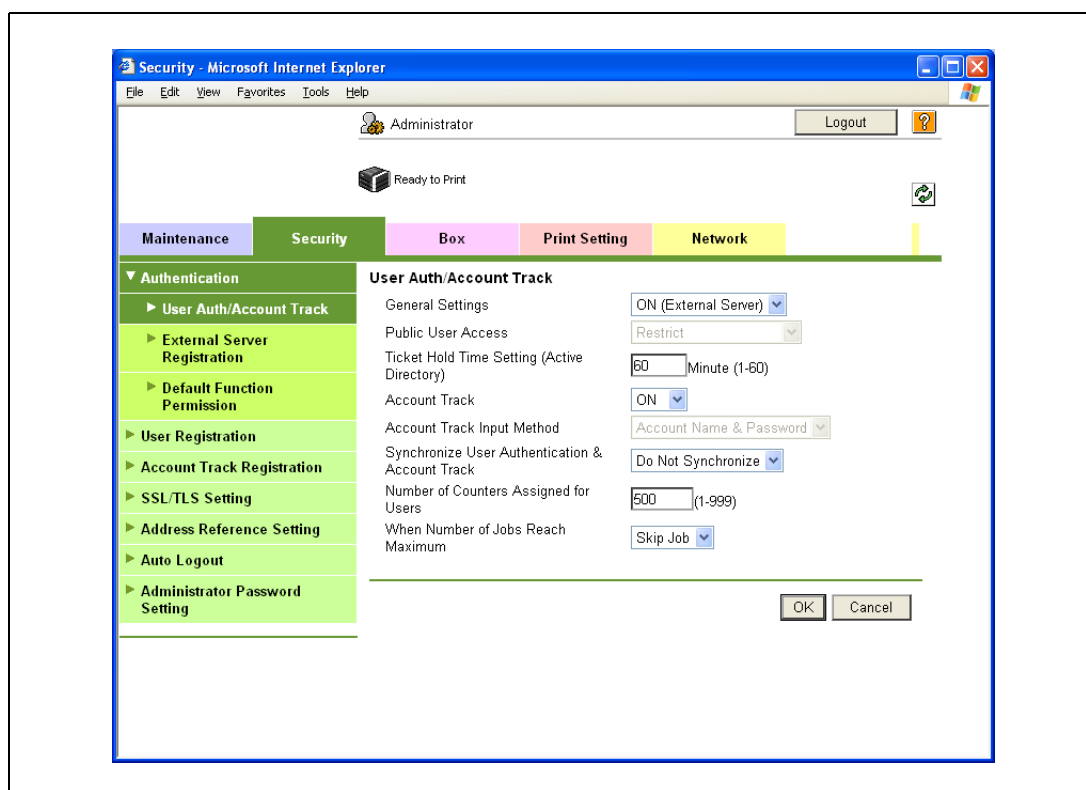 Security - Microsoft Internet Explorer
File Edit View Favorites Tools Help
Administrator
Logout
?
Ready to Print
Maintenance
Security
Box
Print Setting
Network
Authentication
User Auth/Account Track
External Server
Registration
Default Function
Permission
User Registration
Account Track Registration
SSL/TLS Setting
Address Reference Setting
Auto Logout
Administrator Password
Setting
User Auth/Account Track
General Settings
ON (External Server)
Public User Access
Restrict
Ticket Hold Time Setting (Active
Directory)
60 Minute (1-60)
Account Track
ON
Account Track Input Method
Account Name & Password
Synchronize User Authentication &
Account Track
Do Not Synchronize
Number of Counters Assigned for
Users
500 (1-999)
When Number of Jobs Reach
Maximum
Skip Job
OK
Cancel